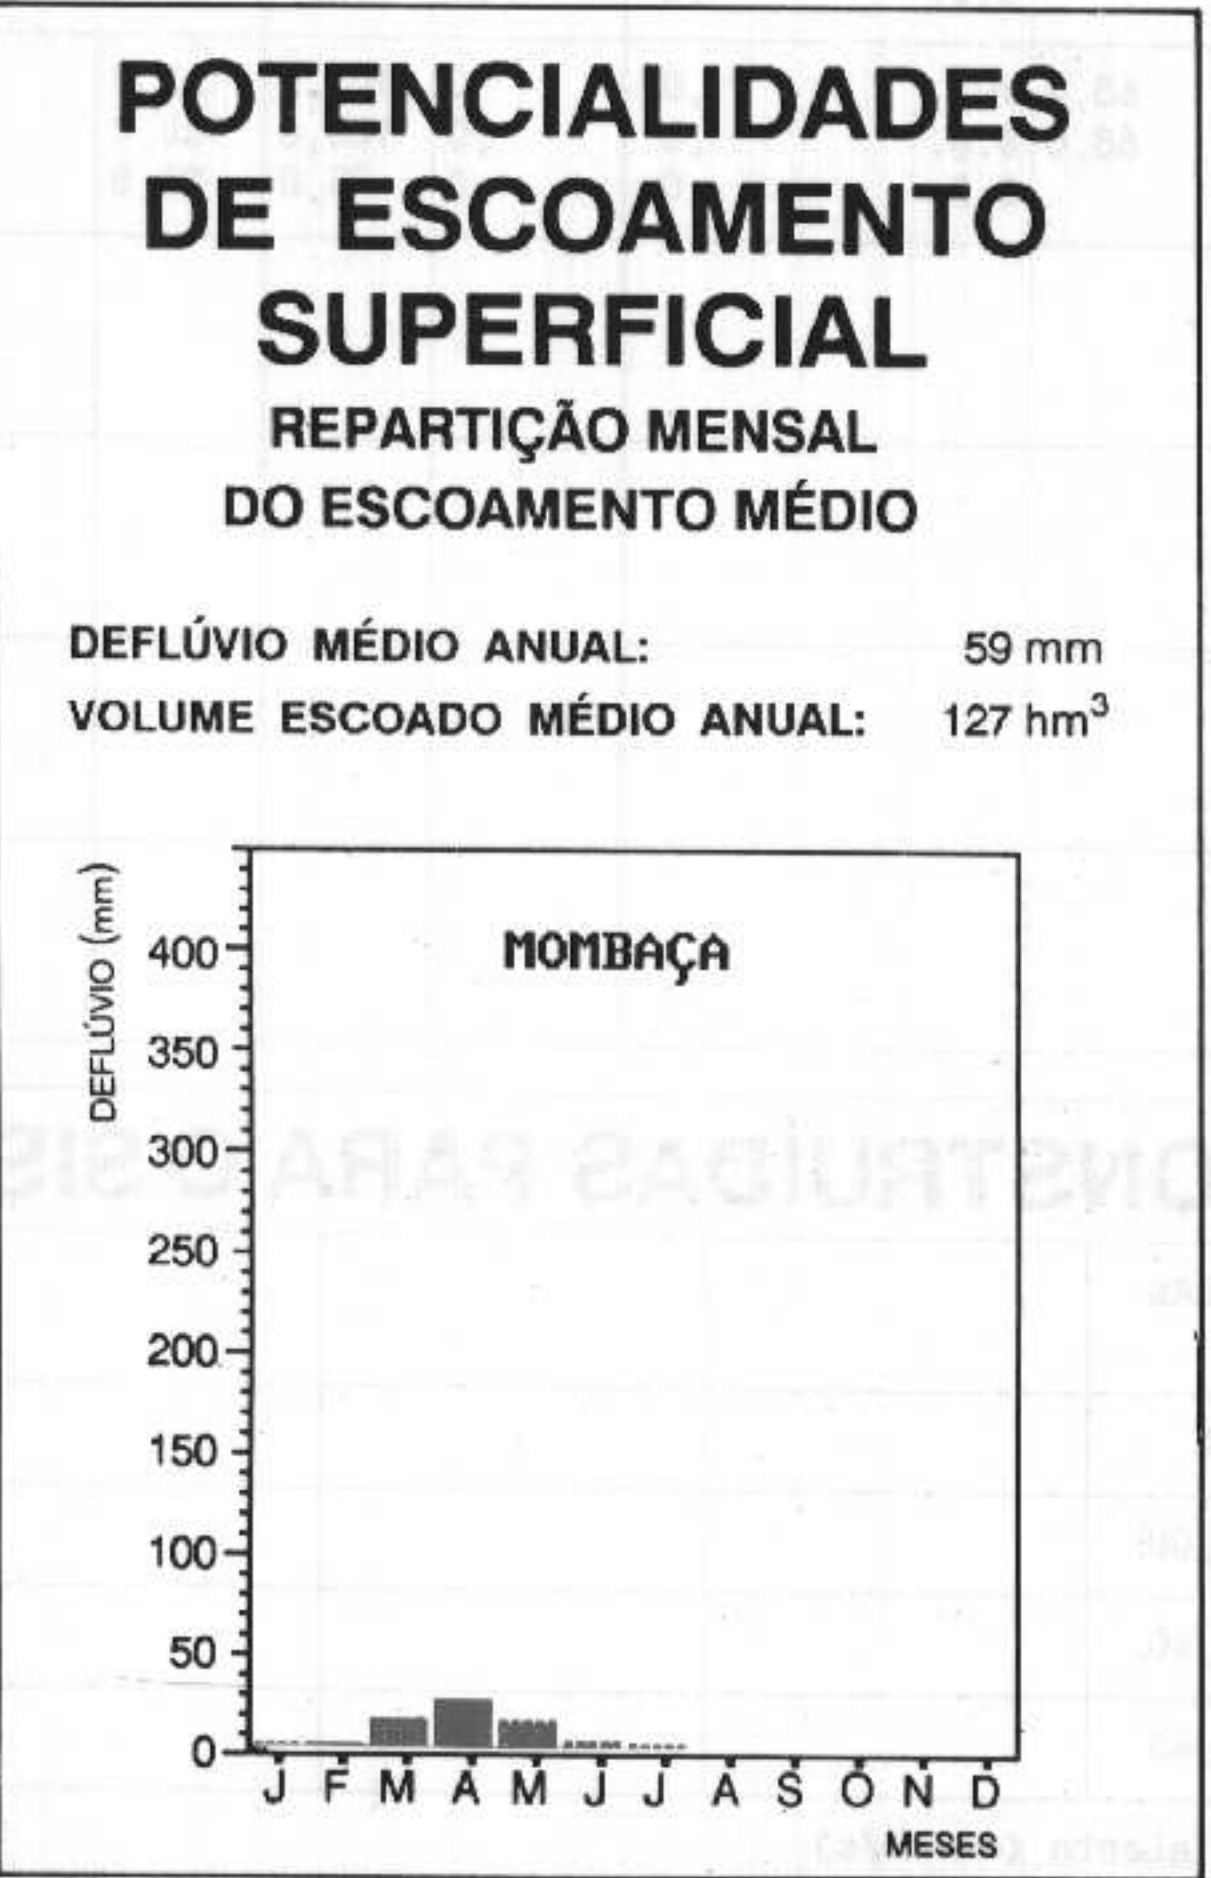 POTENCIALIDADES
DE ESCOAMENTO
SUPERFICIAL
REPARTIÇÃO MENSAL
DO ESCOAMENTO MÉDIO
DEFLÚVIO MÉDIO ANUAL: 59 mm
VOLUME ESCOADO MÉDIO ANUAL: 127 hm³
DEFLÚVIO (mm)
MOMBAÇA
400
350
300
250
200
150
100
50
0
J F M A M J J A S O N D
MESES